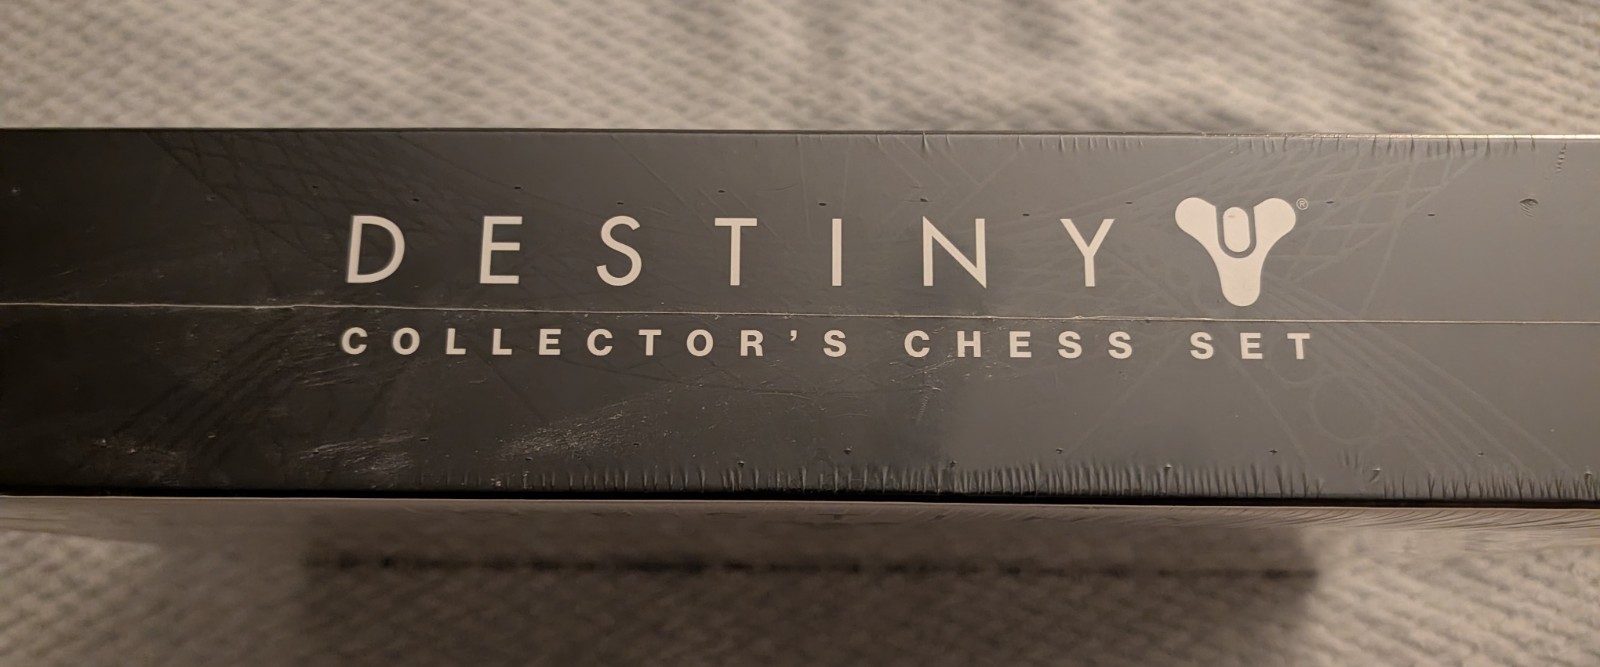 DESTINY®
COLLECTOR'S CHESS SET